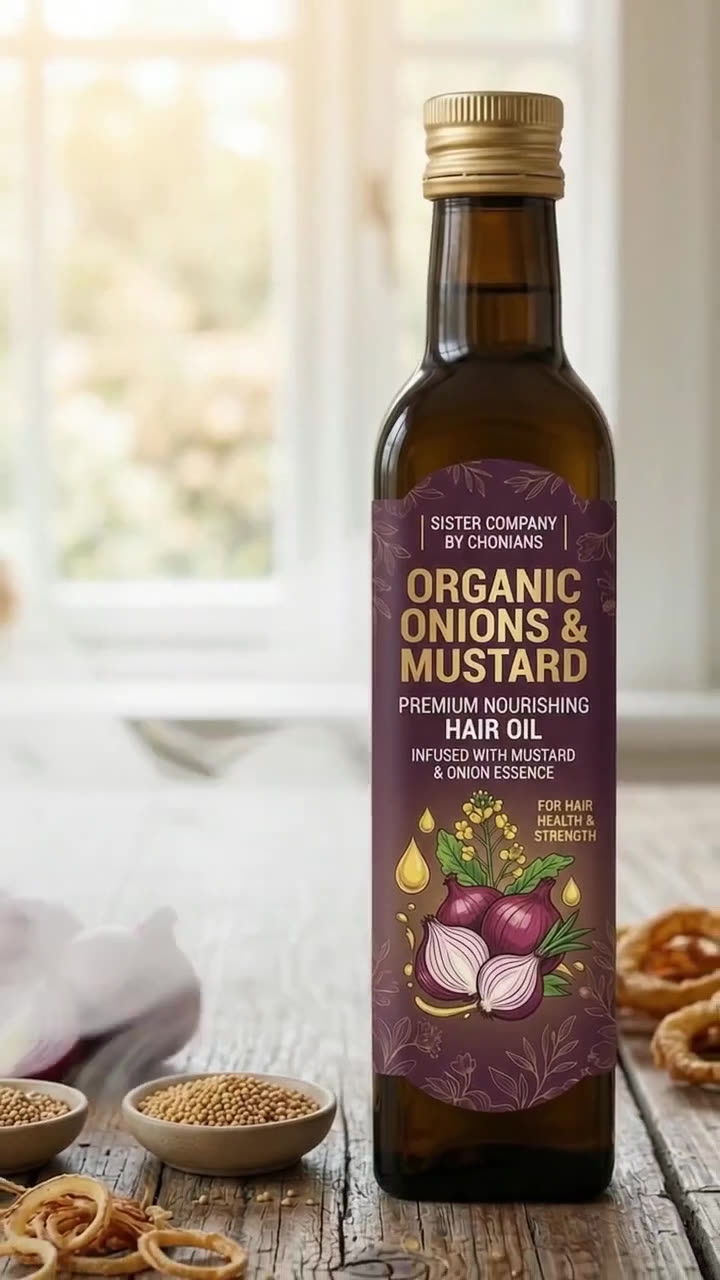 SISTER COMPANY
BY CHONIANS
ORGANIC
ONIONS &
MUSTARD
PREMIUM NOURISHING
HAIR OIL
INFUSED WITH MUSTARD
& ONION ESSENCE
FOR HAIR
HEALTH &
STRENGTH